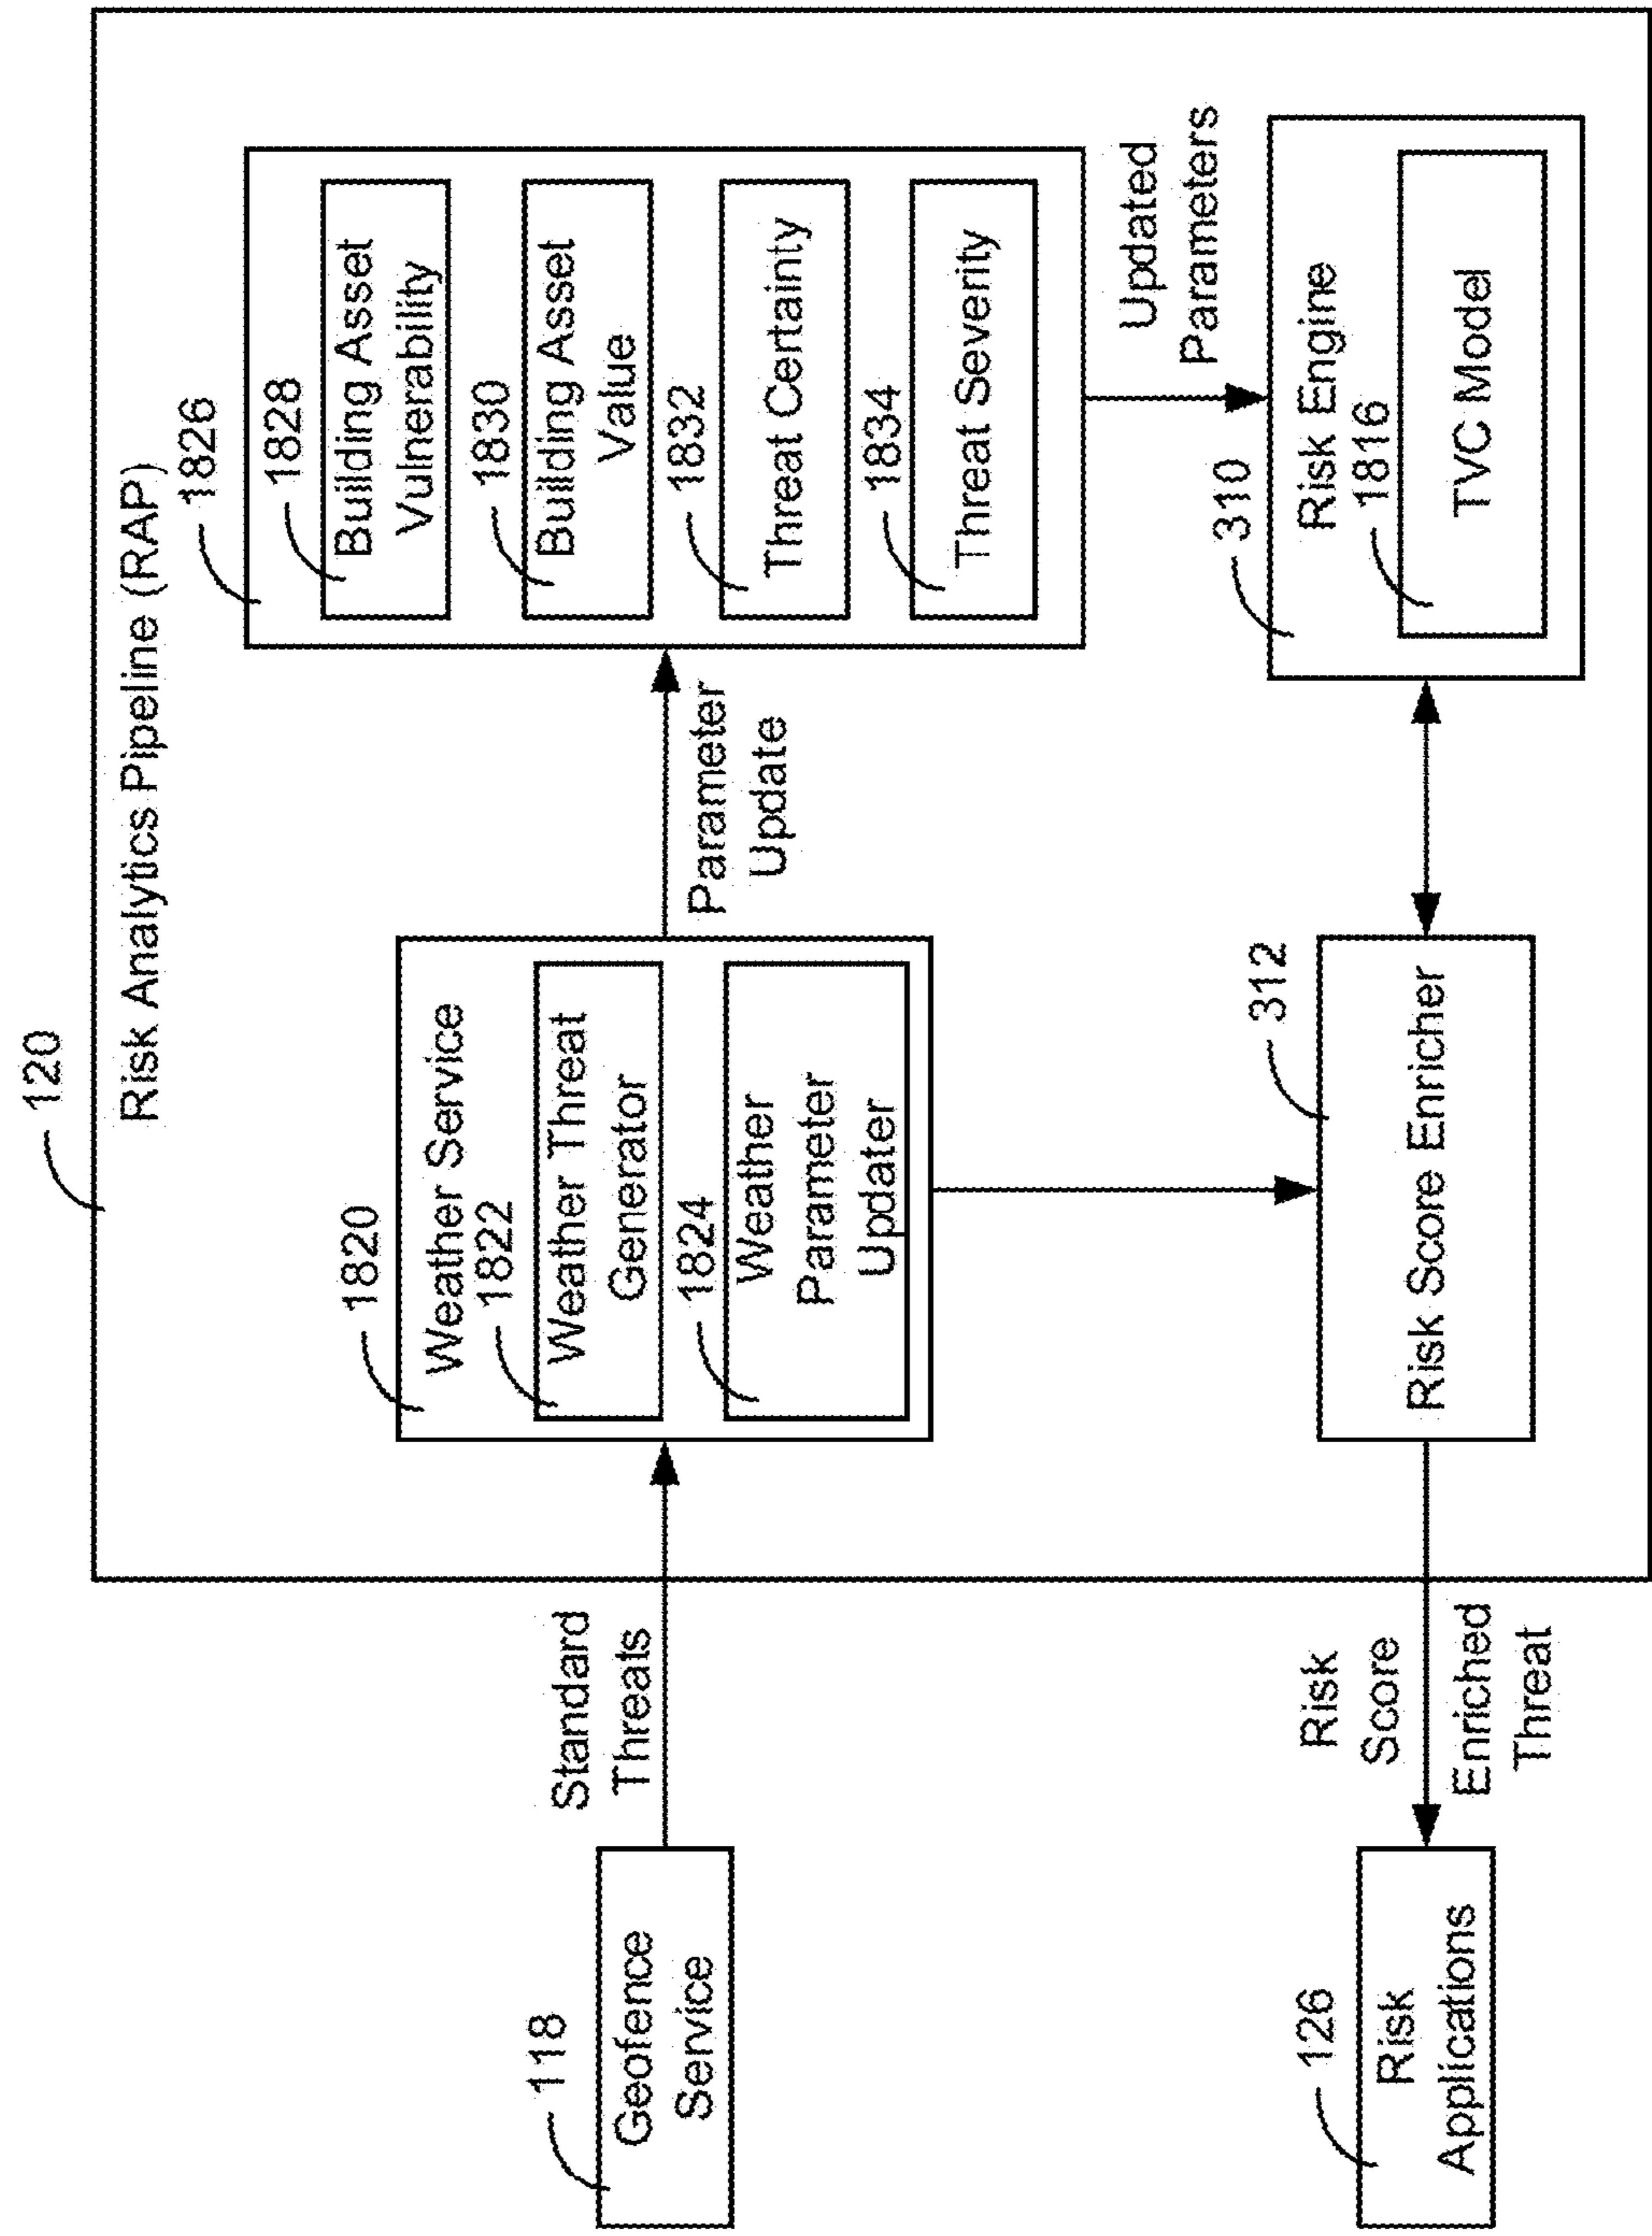 120
Risk Analytics Pipeline (RAP)
118
Geofence
Service
Standard
Threats
1820
Weather Service
1822
Weather Threat
Generator
1824
Weather
Parameter
Updater
Parameter
Update
1826
1828
Building Asset
Vulnerability
1830
Building Asset
Value
1832
Threat Certainty
1834
Threat Severity
Updated
Parameters
310
Risk Engine
1816
TVC Model
312
Risk Score Enricher
Risk
Score
Enriched
Threat
126
Risk
Applications